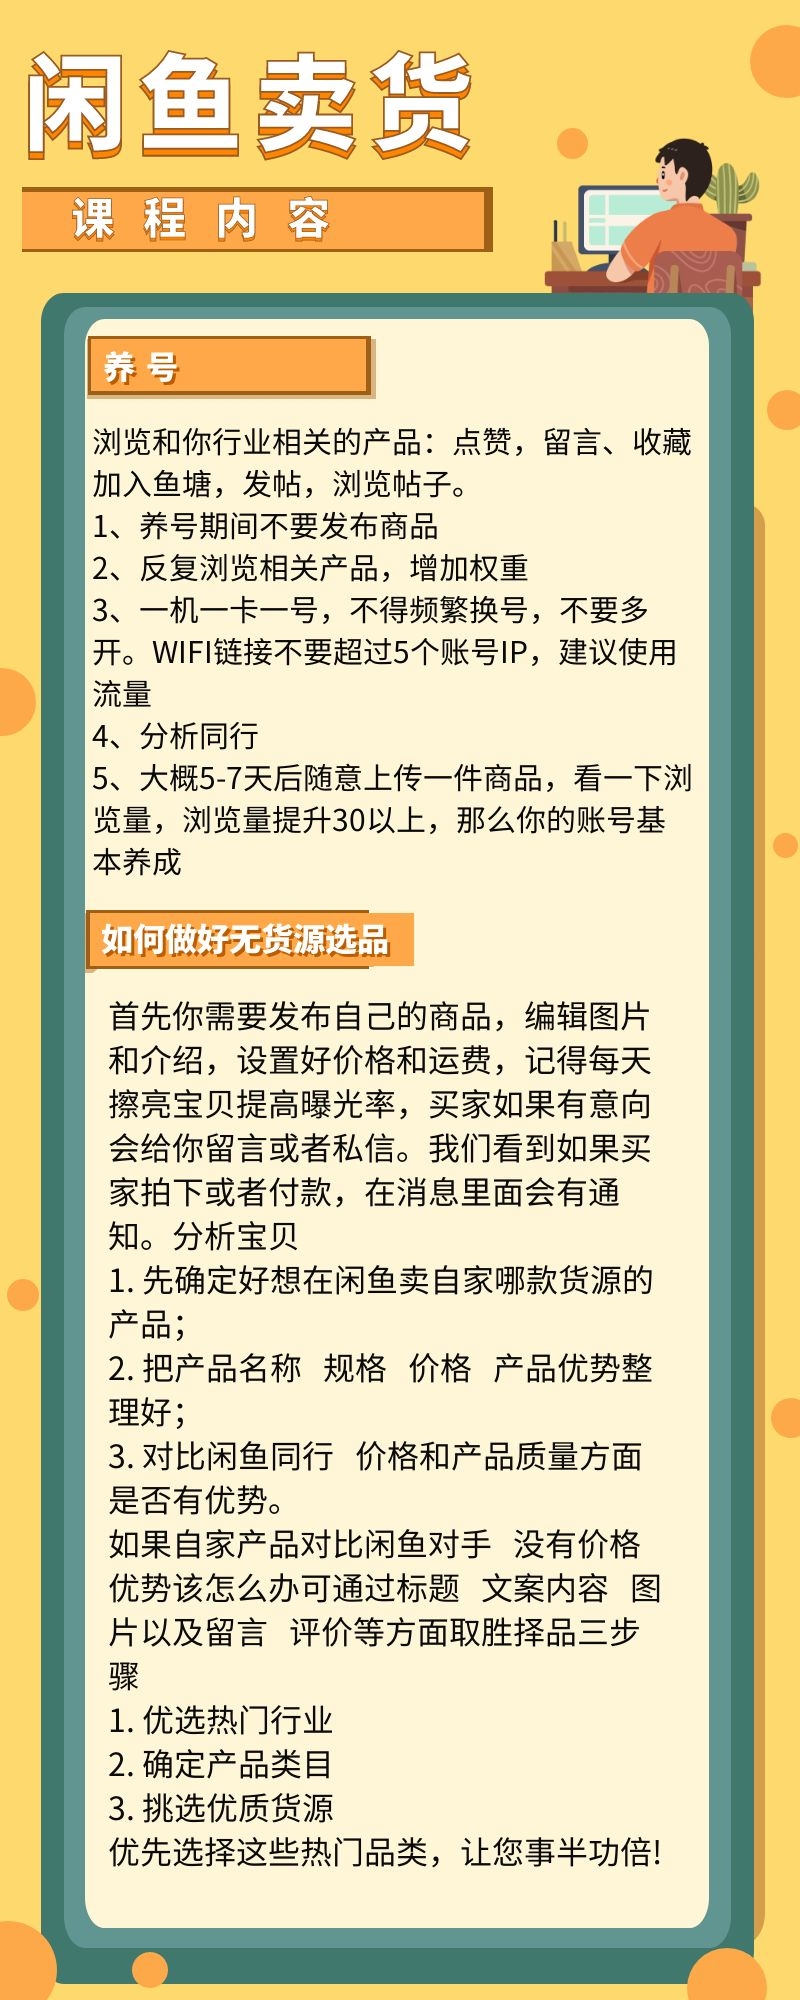 闲鱼卖货
课程内容
养号
浏览和你行业相关的产品：点赞，留言、收藏
加入鱼塘，发帖，浏览帖子。
1、养号期间不要发布商品
2、反复浏览相关产品，增加权重
3、一机一卡一号，不得频繁换号，不要多
开。WIFI链接不要超过5个账号IP，建议使用
流量
4、分析同行
5、大概5-7天后随意上传一件商品，看一下浏
览量，浏览量提升30以上，那么你的账号基
本养成
如何做好无货源选品
首先你需要发布自己的商品，编辑图片
和介绍，设置好价格和运费，记得每天
擦亮宝贝提高曝光率，买家如果有意向
会给你留言或者私信。我们看到如果买
家拍下或者付款，在消息里面会有通
知。分析宝贝
1. 先确定好想在闲鱼卖自家哪款货源的
产品；
2. 把产品名称 规格 价格 产品优势整
理好；
3. 对比闲鱼同行 价格和产品质量方面
是否有优势。
如果自家产品对比闲鱼对手 没有价格
优势该怎么办可通过标题 文案内容 图
片以及留言 评价等方面取胜择品三步
骤
1. 优选热门行业
2. 确定产品类目
3. 挑选优质货源
优先选择这些热门品类，让您事半功倍!